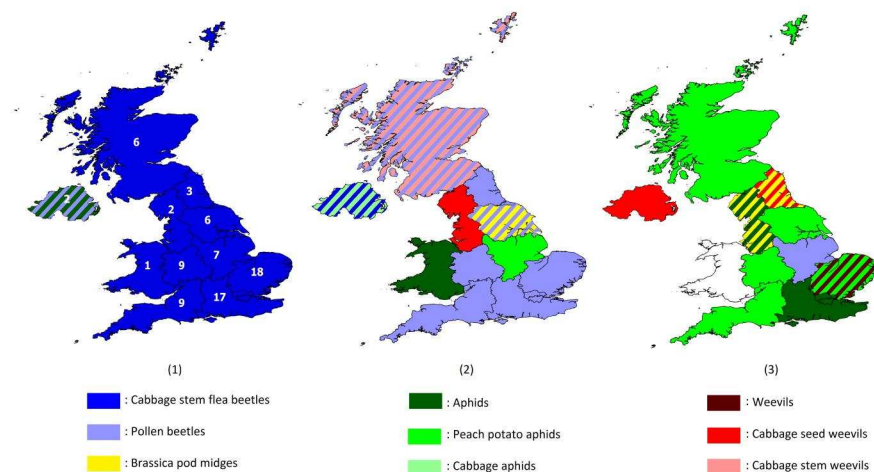 6
2
3
2
6
1
9
7
18
9
17
(1)
(2)
(3)
: Cabbage stem flea beetles
: Aphids
: Weevils
: Pollen beetles
: Peach potato aphids
: Cabbage seed weevils
: Brassica pod midges
: Cabbage aphids
: Cabbage stem weevils